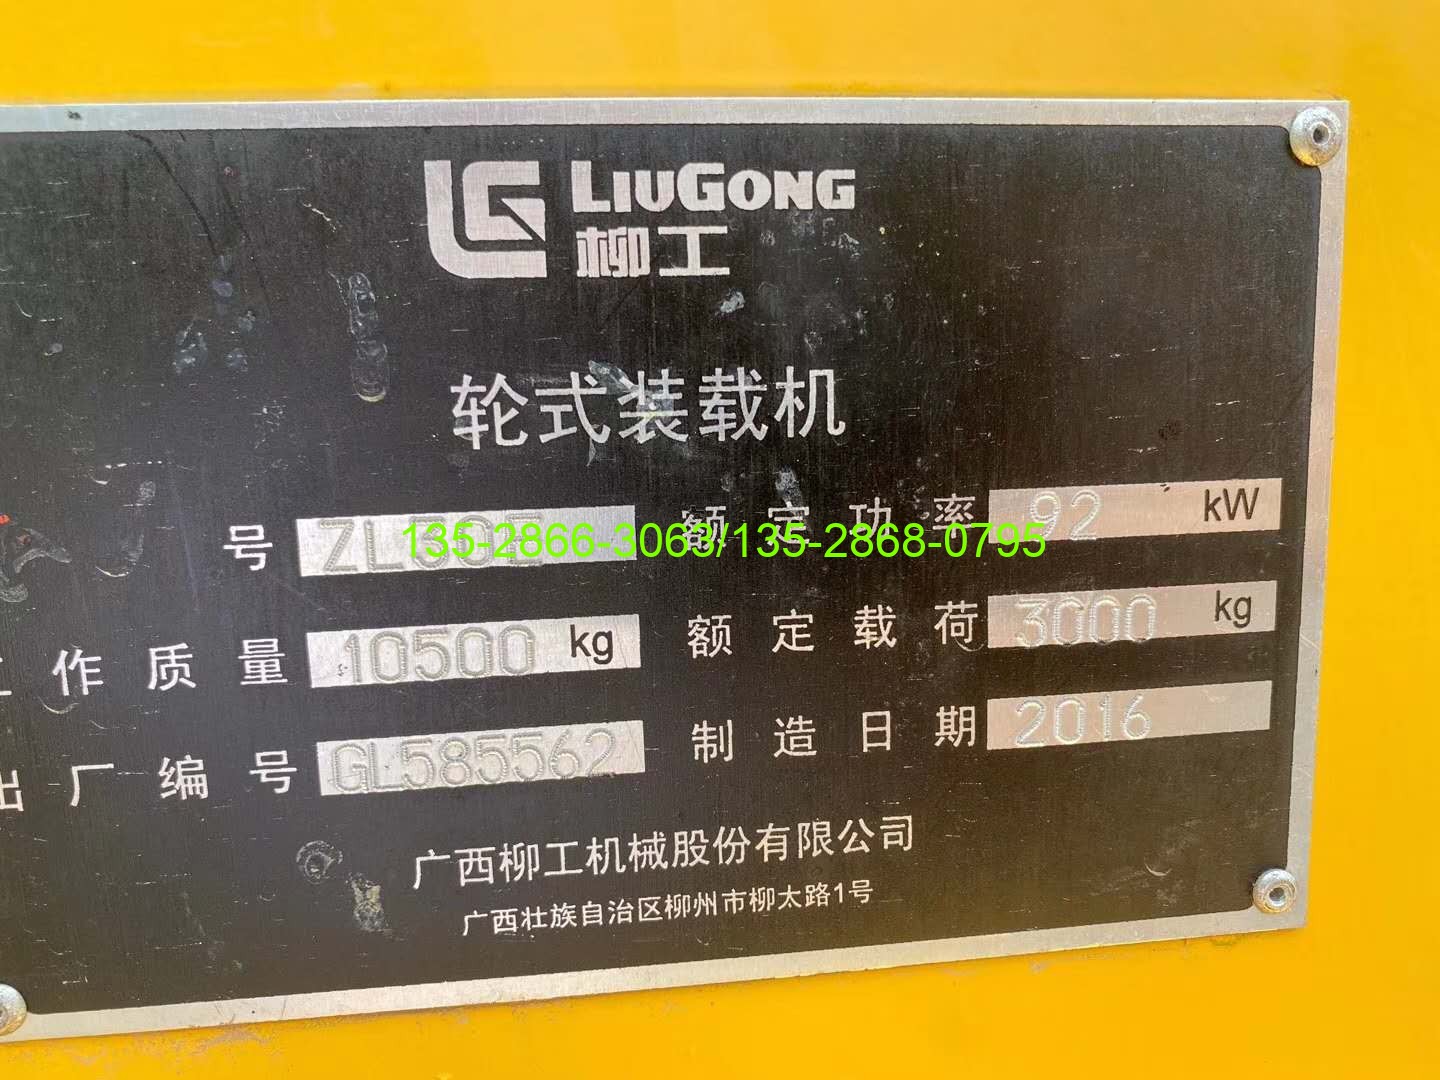 LIUGONG
柳工
轮式装载机
号 ZL30E 额定功率 92 kW
135-2866-3063/135-2868-0795
作质量 10500 kg 额定载荷 3000 kg
出厂编号 GL585562 制造日期 2016
广西柳工机械股份有限公司
广西壮族自治区柳州市柳太路1号